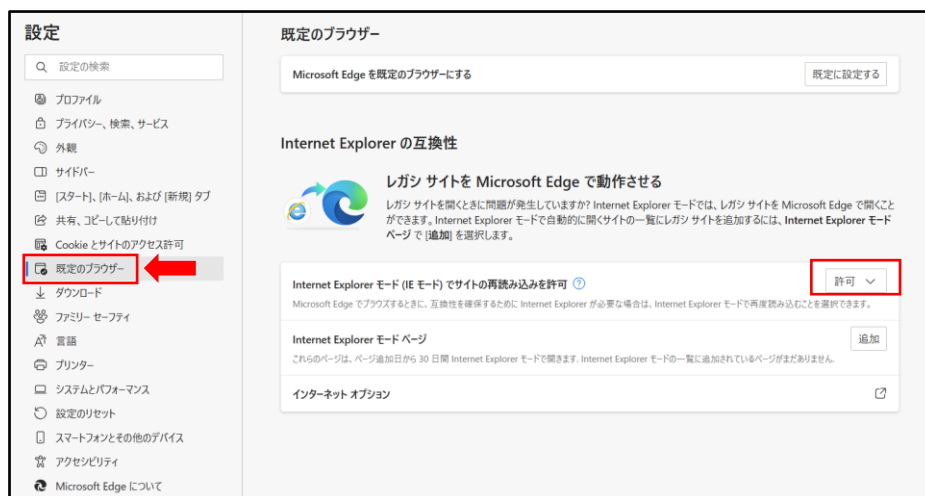 設定
設定の検索
プロファイル
プライバシー、検索、サービス
外観
サイドバー
[スタート]、[ホーム]、および [新規] タブ
共有、コピーして貼り付け
Cookie とサイトのアクセス許可
既定のブラウザー
ダウンロード
ファミリー セーフティ
言語
プリンター
システムとパフォーマンス
設定のリセット
スマートフォンとその他のデバイス
アクセシビリティ
Microsoft Edge について
既定のブラウザー
Microsoft Edge を既定のブラウザーにする
既定に設定する
Internet Explorer の互換性
レガシ サイトを Microsoft Edge で動作させる
レガシ サイトを開くときに問題が発生していますか? Internet Explorer モードでは、レガシ サイトを Microsoft Edge で開くこと
ができます。Internet Explorer モードで自動的に開くサイトの一覧にレガシ サイトを追加するには、Internet Explorer モード
ページ で [追加] を選択します。
Internet Explorer モード (IE モード) でサイトの再読み込みを許可
許可
Microsoft Edge でブラウズするときに、互換性を確保するために Internet Explorer が必要な場合は、Internet Explorer モードで再度読み込むことを選択できます。
Internet Explorer モード ページ
追加
これらのページは、ページ追加日から 30 日間 Internet Explorer モードで開きます. Internet Explorer モードの一覧に追加されているページがまだありません.
インターネット オプション